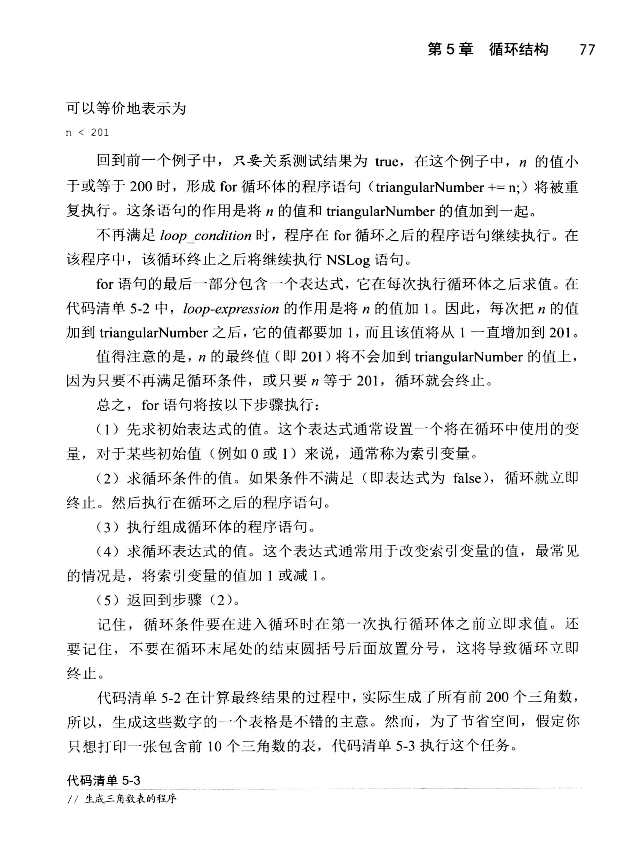 第 5 章 循环结构 77
可以等价地表示为
n < 201
回到前一个例子中，只要关系测试结果为 true，在这个例子中，n 的值小
于或等于 200 时，形成 for 循环体的程序语句（triangularNumber += n;）将被重
复执行。这条语句的作用是将 n 的值和 triangularNumber 的值加到一起。
不再满足 loop_condition 时，程序在 for 循环之后的程序语句继续执行。在
该程序中，该循环终止之后将继续执行 NSLog 语句。
for 语句的最后一部分包含一个表达式，它在每次执行循环体之后求值。在
代码清单 5-2 中，loop-expression 的作用是将 n 的值加 1。因此，每次把 n 的值
加到 triangularNumber 之后，它的值都要加 1，而且该值将从 1 一直增加到 201。
值得注意的是，n 的最终值（即 201）将不会加到 triangularNumber 的值上，
因为只要不再满足循环条件，或只要 n 等于 201，循环就会终止。
总之，for 语句将按以下步骤执行：
（1）先求初始表达式的值。这个表达式通常设置一个将在循环中使用的变
量，对于某些初始值（例如 0 或 1）来说，通常称为索引变量。
（2）求循环条件的值。如果条件不满足（即表达式为 false），循环就立即
终止。然后执行在循环之后的程序语句。
（3）执行组成循环体的程序语句。
（4）求循环表达式的值。这个表达式通常用于改变索引变量的值，最常见
的情况是，将索引变量的值加 1 或减 1。
（5）返回到步骤（2）。
记住，循环条件要在进入循环时在第一次执行循环体之前立即求值。还
要记住，不要在循环末尾处的结束圆括号后面放置分号，这将导致循环立即
终止。
代码清单 5-2 在计算最终结果的过程中，实际生成了所有前 200 个三角数，
所以，生成这些数字的一个表格是不错的主意。然而，为了节省空间，假定你
只想打印一张包含前 10 个三角数的表，代码清单 5-3 执行这个任务。
代码清单 5-3
// 生成三角数表的程序